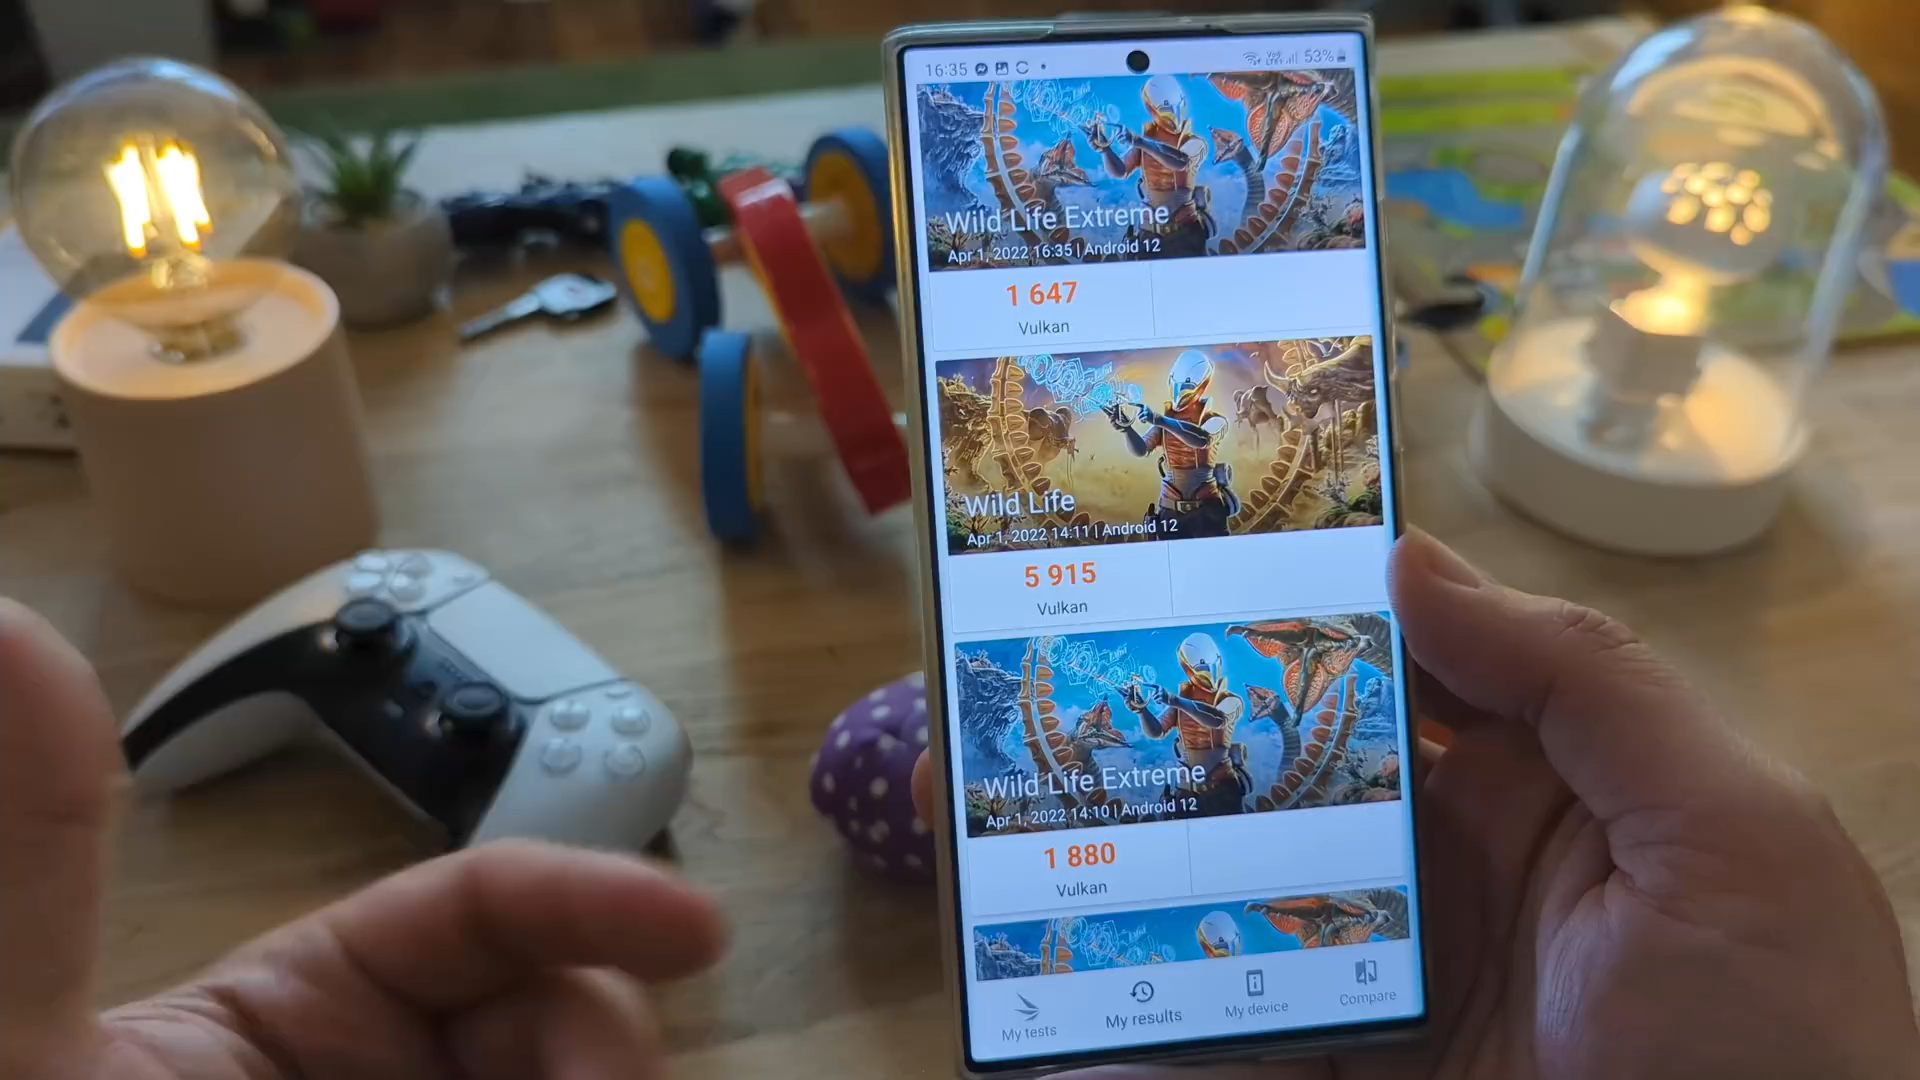 16:35
53%
Wild Life Extreme
Apr 1, 2022 16:35 | Android 12
1 647
Vulkan
Wild Life
Apr 1, 2022 14:11 | Android 12
5 915
Vulkan
Wild Life Extreme
Apr 1, 2022 14:10 | Android 12
1 880
Vulkan
My tests
My results
My device
Compare